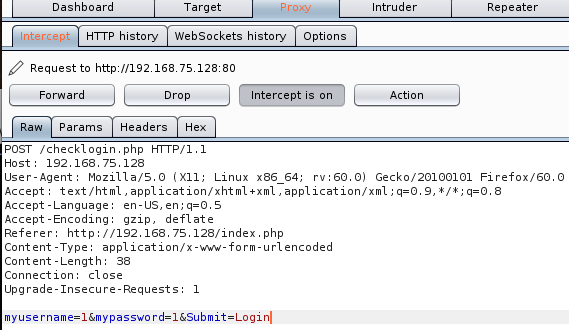 Dashboard Target Proxy Intruder Repeater
Intercept HTTP history WebSockets history Options
Request to http://192.168.75.128:80
Forward Drop Intercept is on Action
Raw Params Headers Hex
POST /checklogin.php HTTP/1.1
Host: 192.168.75.128
User-Agent: Mozilla/5.0 (X11; Linux x86_64; rv:60.0) Gecko/20100101 Firefox/60.0
Accept: text/html,application/xhtml+xml,application/xml;q=0.9,*/*;q=0.8
Accept-Language: en-US,en;q=0.5
Accept-Encoding: gzip, deflate
Referer: http://192.168.75.128/index.php
Content-Type: application/x-www-form-urlencoded
Content-Length: 38
Connection: close
Upgrade-Insecure-Requests: 1
myusername=1&mypassword=1&Submit=Login